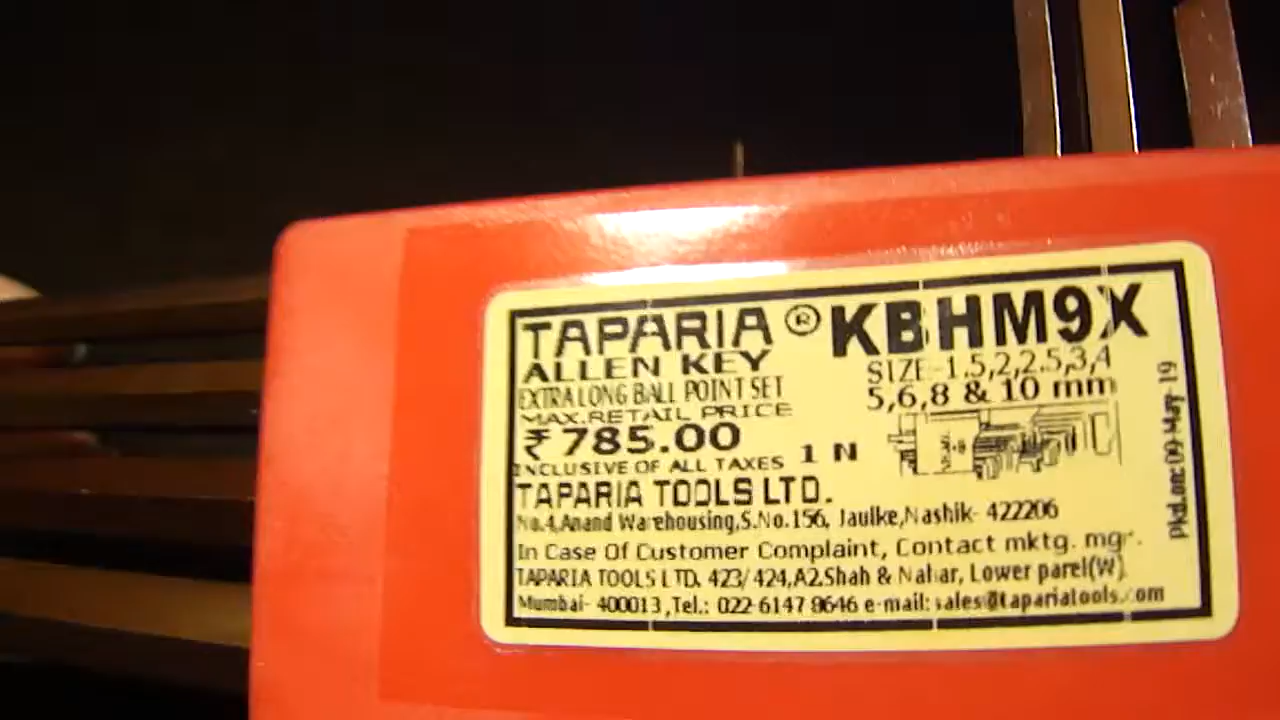 TAPARIA ® KBHM9X
ALLEN KEY
SIZE-1.5,2,2.5,3,4
EXTRA LONG BALL POINT SET
5,6,8 & 10 mm
MAX.RETAIL PRICE
₹785.00
1 N
INCLUSIVE OF ALL TAXES
TAPARIA TOOLS LTD.
No.4,Anand Warehousing,S.No.156, Jaulke,Nashik- 422206
In Case Of Customer Complaint, Contact mktg. mgr.
TAPARIA TOOLS LTD. 423/424,A2,Shah & Nahar, Lower parel(W)
Mumbai- 400013,Tel.: 022-6147 8646 e-mail: sales@tapariatools.com
Pkd.on:09-May-19